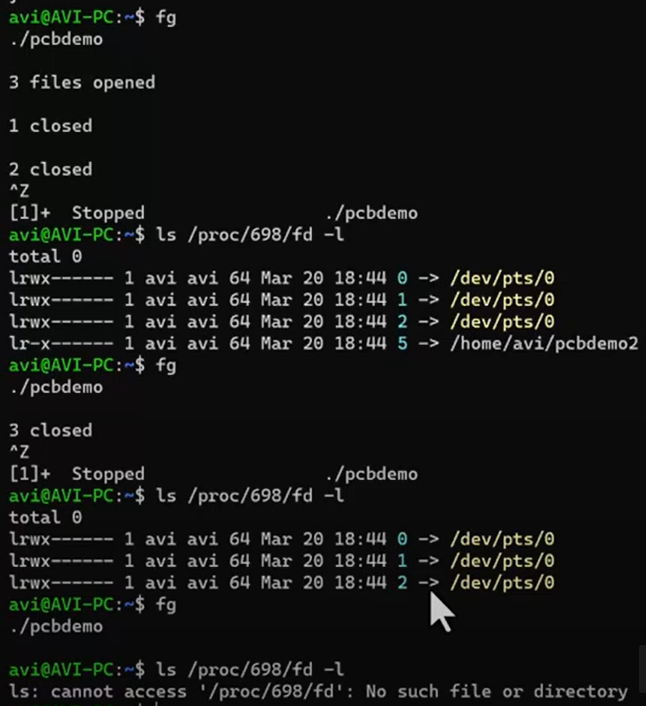 avi@AVI-PC:~$ fg
./pcbdemo
3 files opened
1 closed
2 closed
^Z
[1]+  Stopped                 ./pcbdemo
avi@AVI-PC:~$ ls /proc/698/fd -l
total 0
lrwx------ 1 avi avi 64 Mar 20 18:44 0 -> /dev/pts/0
lrwx------ 1 avi avi 64 Mar 20 18:44 1 -> /dev/pts/0
lrwx------ 1 avi avi 64 Mar 20 18:44 2 -> /dev/pts/0
lr-x------ 1 avi avi 64 Mar 20 18:44 5 -> /home/avi/pcbdemo2
avi@AVI-PC:~$ fg
./pcbdemo
3 closed
^Z
[1]+  Stopped                 ./pcbdemo
avi@AVI-PC:~$ ls /proc/698/fd -l
total 0
lrwx------ 1 avi avi 64 Mar 20 18:44 0 -> /dev/pts/0
lrwx------ 1 avi avi 64 Mar 20 18:44 1 -> /dev/pts/0
lrwx------ 1 avi avi 64 Mar 20 18:44 2 -> /dev/pts/0
avi@AVI-PC:~$ fg
./pcbdemo
avi@AVI-PC:~$ ls /proc/698/fd -l
ls: cannot access '/proc/698/fd': No such file or directory